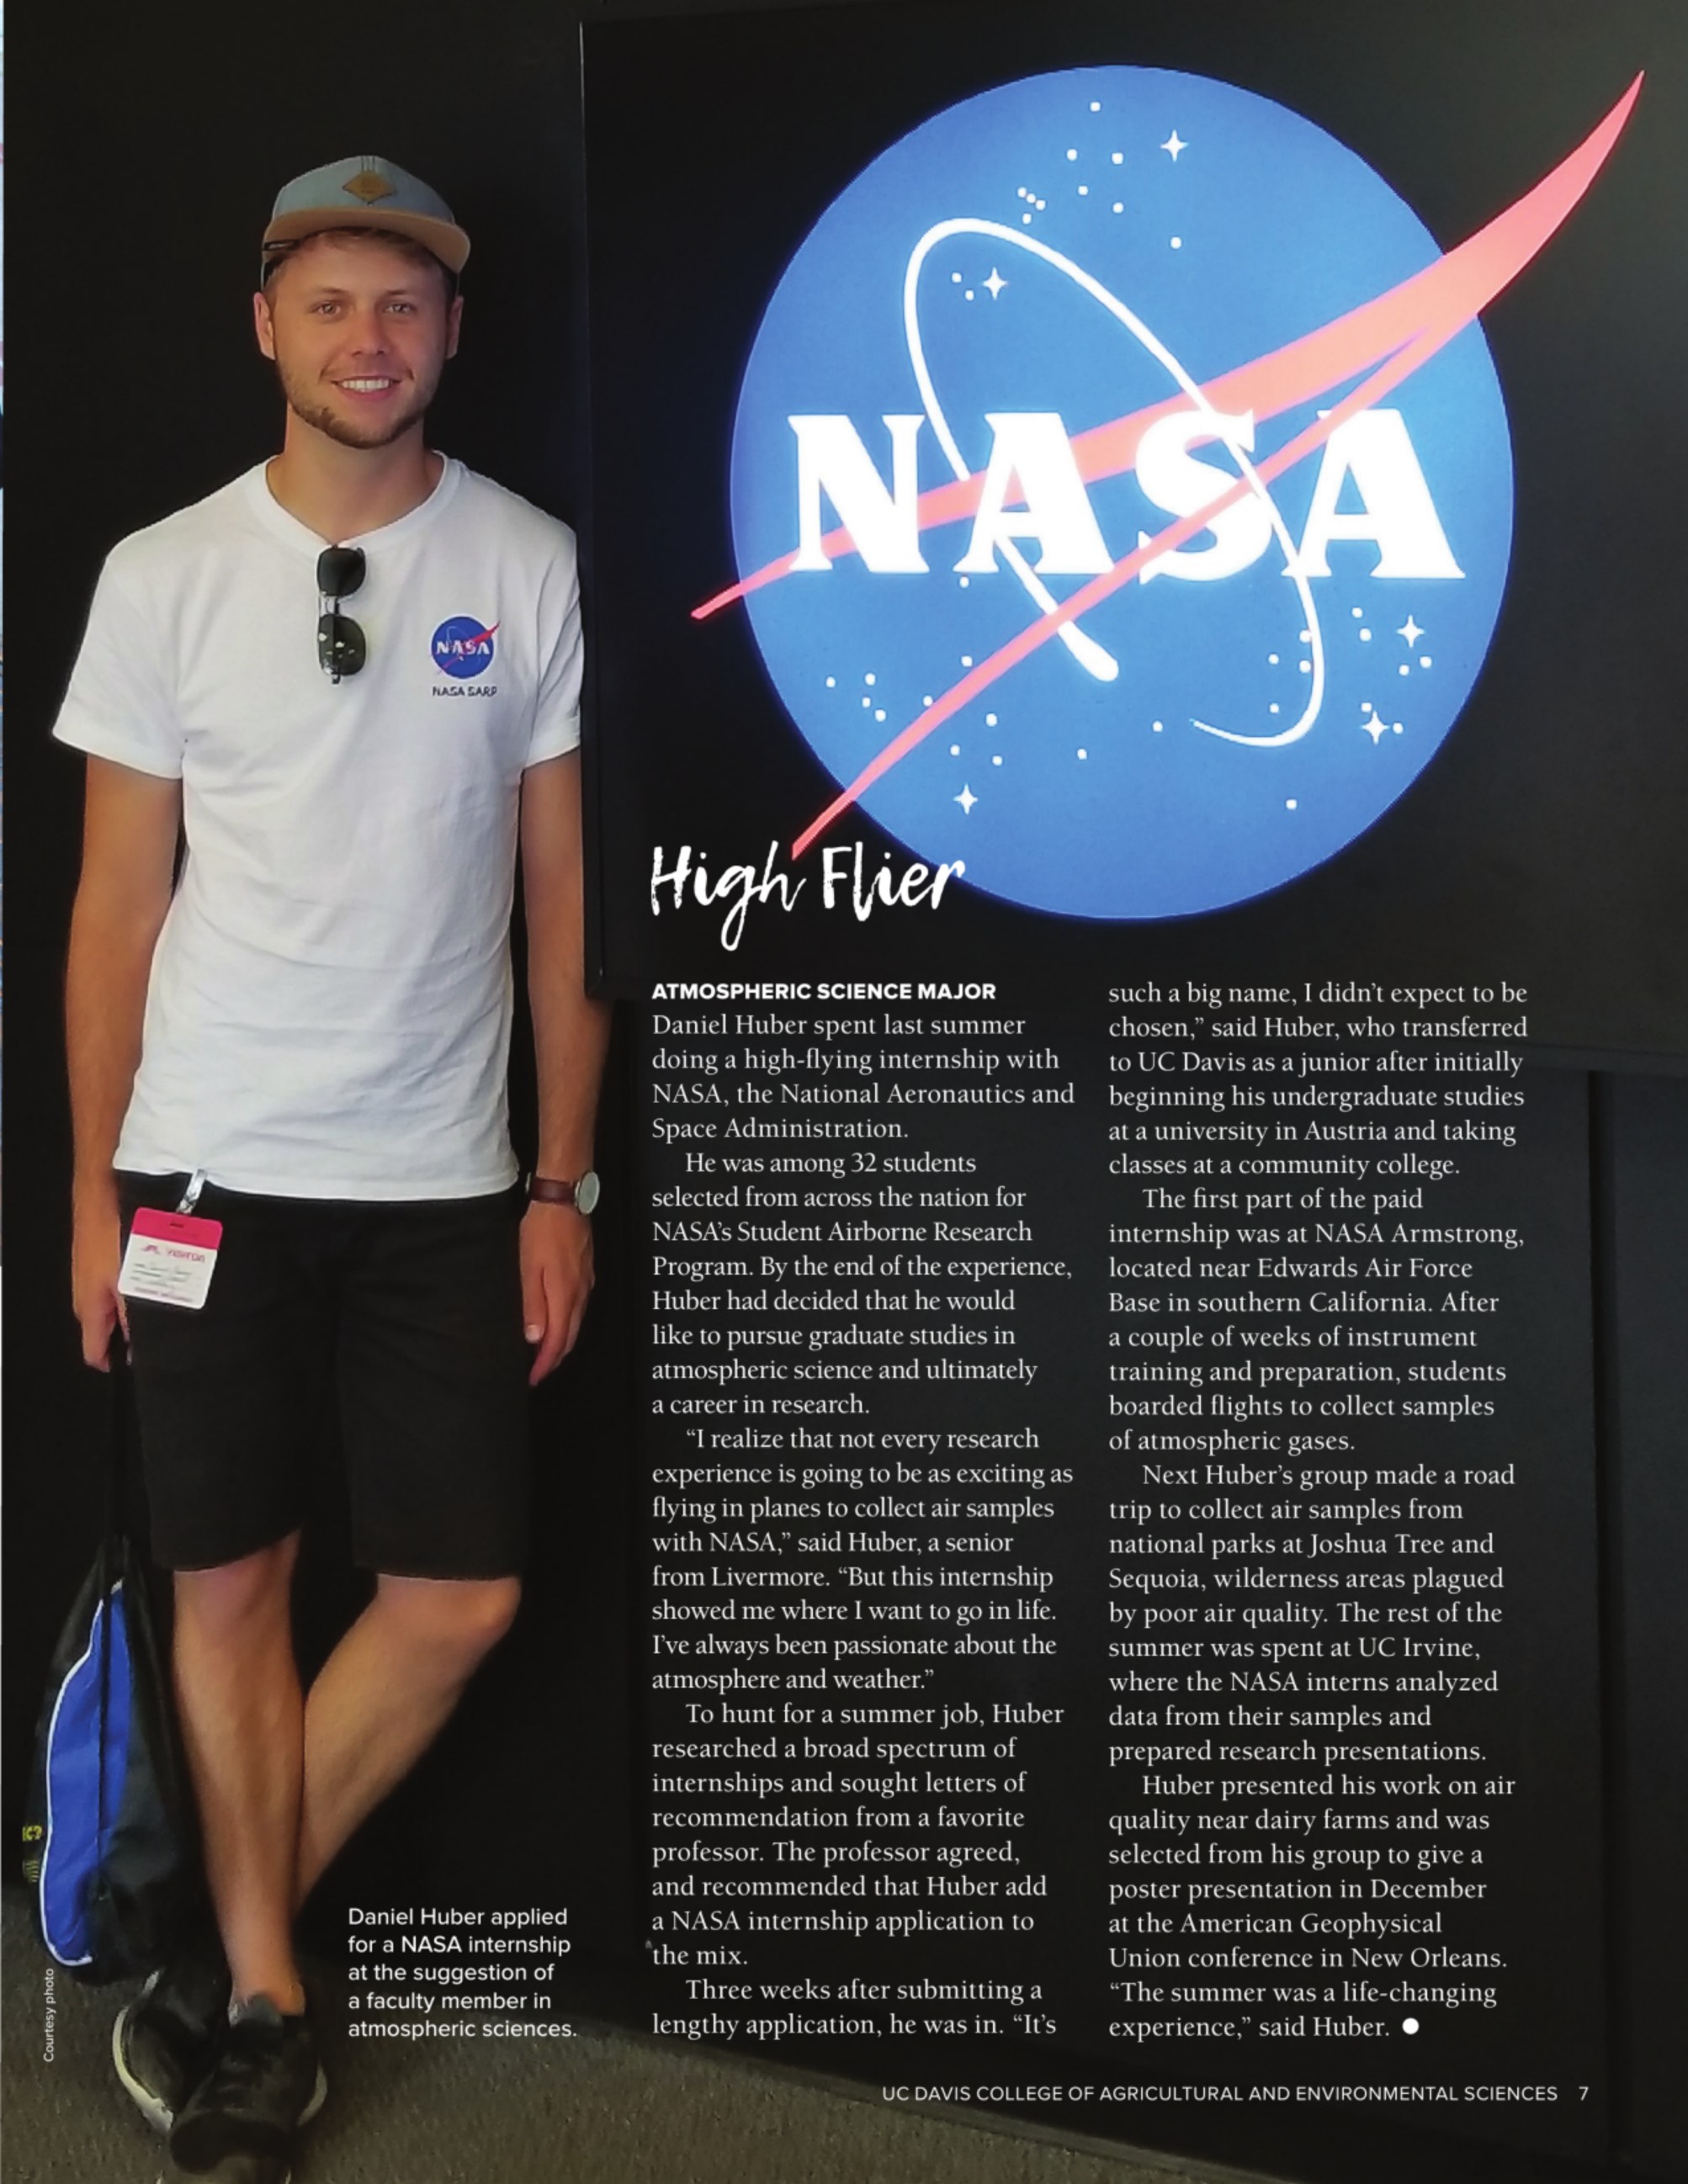 NASA
NASA
NASA SARP
JPL VISITOR
High Flier
ATMOSPHERIC SCIENCE MAJOR
Daniel Huber spent last summer
doing a high-flying internship with
NASA, the National Aeronautics and
Space Administration.
He was among 32 students
selected from across the nation for
NASA’s Student Airborne Research
Program. By the end of the experience,
Huber had decided that he would
like to pursue graduate studies in
atmospheric science and ultimately
a career in research.
“I realize that not every research
experience is going to be as exciting as
flying in planes to collect air samples
with NASA,” said Huber, a senior
from Livermore. “But this internship
showed me where I want to go in life.
I’ve always been passionate about the
atmosphere and weather.”
To hunt for a summer job, Huber
researched a broad spectrum of
internships and sought letters of
recommendation from a favorite
professor. The professor agreed,
and recommended that Huber add
a NASA internship application to
the mix.
Three weeks after submitting a
lengthy application, he was in. “It’s
such a big name, I didn’t expect to be
chosen,” said Huber, who transferred
to UC Davis as a junior after initially
beginning his undergraduate studies
at a university in Austria and taking
classes at a community college.
The first part of the paid
internship was at NASA Armstrong,
located near Edwards Air Force
Base in southern California. After
a couple of weeks of instrument
training and preparation, students
boarded flights to collect samples
of atmospheric gases.
Next Huber’s group made a road
trip to collect air samples from
national parks at Joshua Tree and
Sequoia, wilderness areas plagued
by poor air quality. The rest of the
summer was spent at UC Irvine,
where the NASA interns analyzed
data from their samples and
prepared research presentations.
Huber presented his work on air
quality near dairy farms and was
selected from his group to give a
poster presentation in December
at the American Geophysical
Union conference in New Orleans.
“The summer was a life-changing
experience,” said Huber. ●
Daniel Huber applied
for a NASA internship
at the suggestion of
a faculty member in
atmospheric sciences.
Courtesy photo
UC DAVIS COLLEGE OF AGRICULTURAL AND ENVIRONMENTAL SCIENCES 7